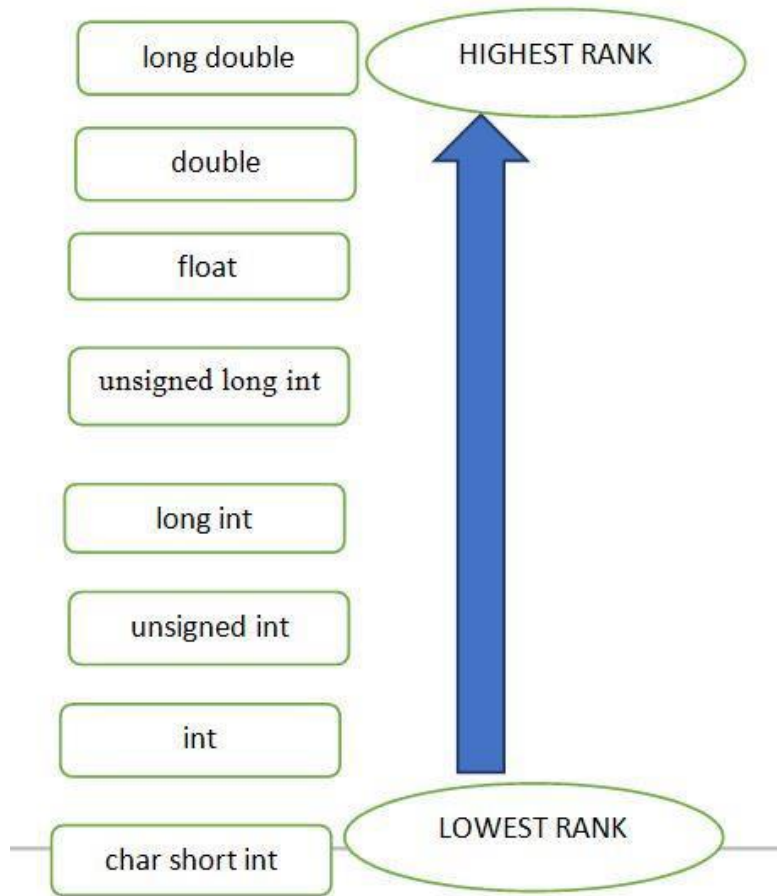 long double
HIGHEST RANK
double
float
unsigned long int
long int
unsigned int
int
LOWEST RANK
char short int